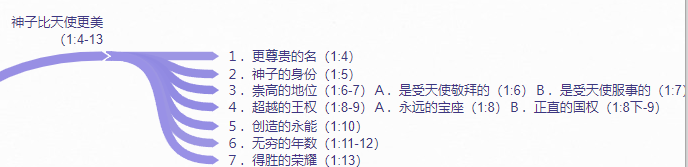 神子比天使更美
（1:4-13
1．更尊贵的名（1:4）
2．神子的身份（1:5）
3．崇高的地位（1:6-7）A．是受天使敬拜的（1:6）B．是受天使服事的（1:7）
4．超越的王权（1:8-9）A．永远的宝座（1:8）B．正直的国权（1:8下-9）
5．创造的永能（1:10）
6．无穷的年数（1:11-12）
7．得胜的荣耀（1:13）